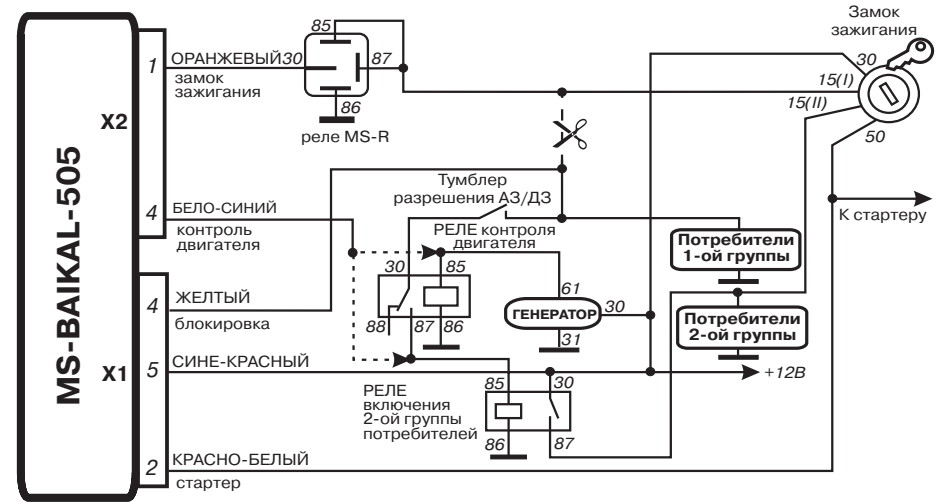 MS-BAIKAL-505
X2
X1
1
ОРАНЖЕВЫЙ
замок
зажигания
30
85
87
86
реле MS-R
4
БЕЛО-СИНИЙ
контроль
двигателя
4
ЖЕЛТЫЙ
блокировка
5
СИНЕ-КРАСНЫЙ
2
КРАСНО-БЕЛЫЙ
стартер
Замок
зажигания
30
15(I)
15(II)
50
К стартеру
Тумблер
разрешения АЗ/ДЗ
РЕЛЕ контроля
двигателя
30
85
88
87
86
61
ГЕНЕРАТОР
30
31
Потребители
1-ой группы
Потребители
2-ой группы
+12В
РЕЛЕ
включения
2-ой группы
потребителей
85
30
86
87